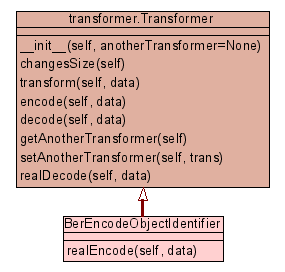 transformer.Transformer
__init__(self, anotherTransformer=None)
changesSize(self)
transform(self, data)
encode(self, data)
decode(self, data)
getAnotherTransformer(self)
setAnotherTransformer(self, trans)
realDecode(self, data)
BerEncodeObjectIdentifier
realEncode(self, data)